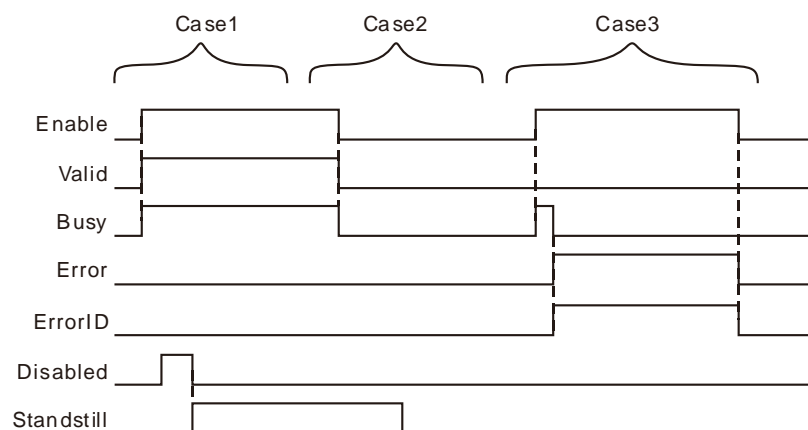 Case1 Case2 Case3
Enable
Valid
Busy
Error
ErrorID
Disabled
Standstill